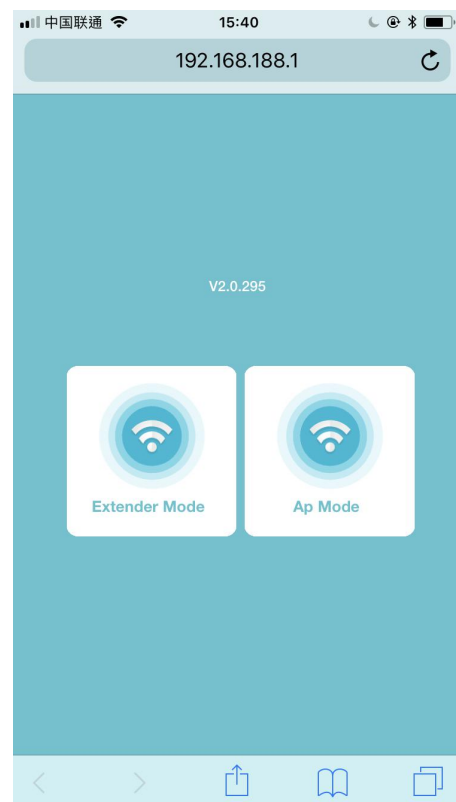 中国联通 15:40
192.168.188.1
V2.0.295
Extender Mode Ap Mode